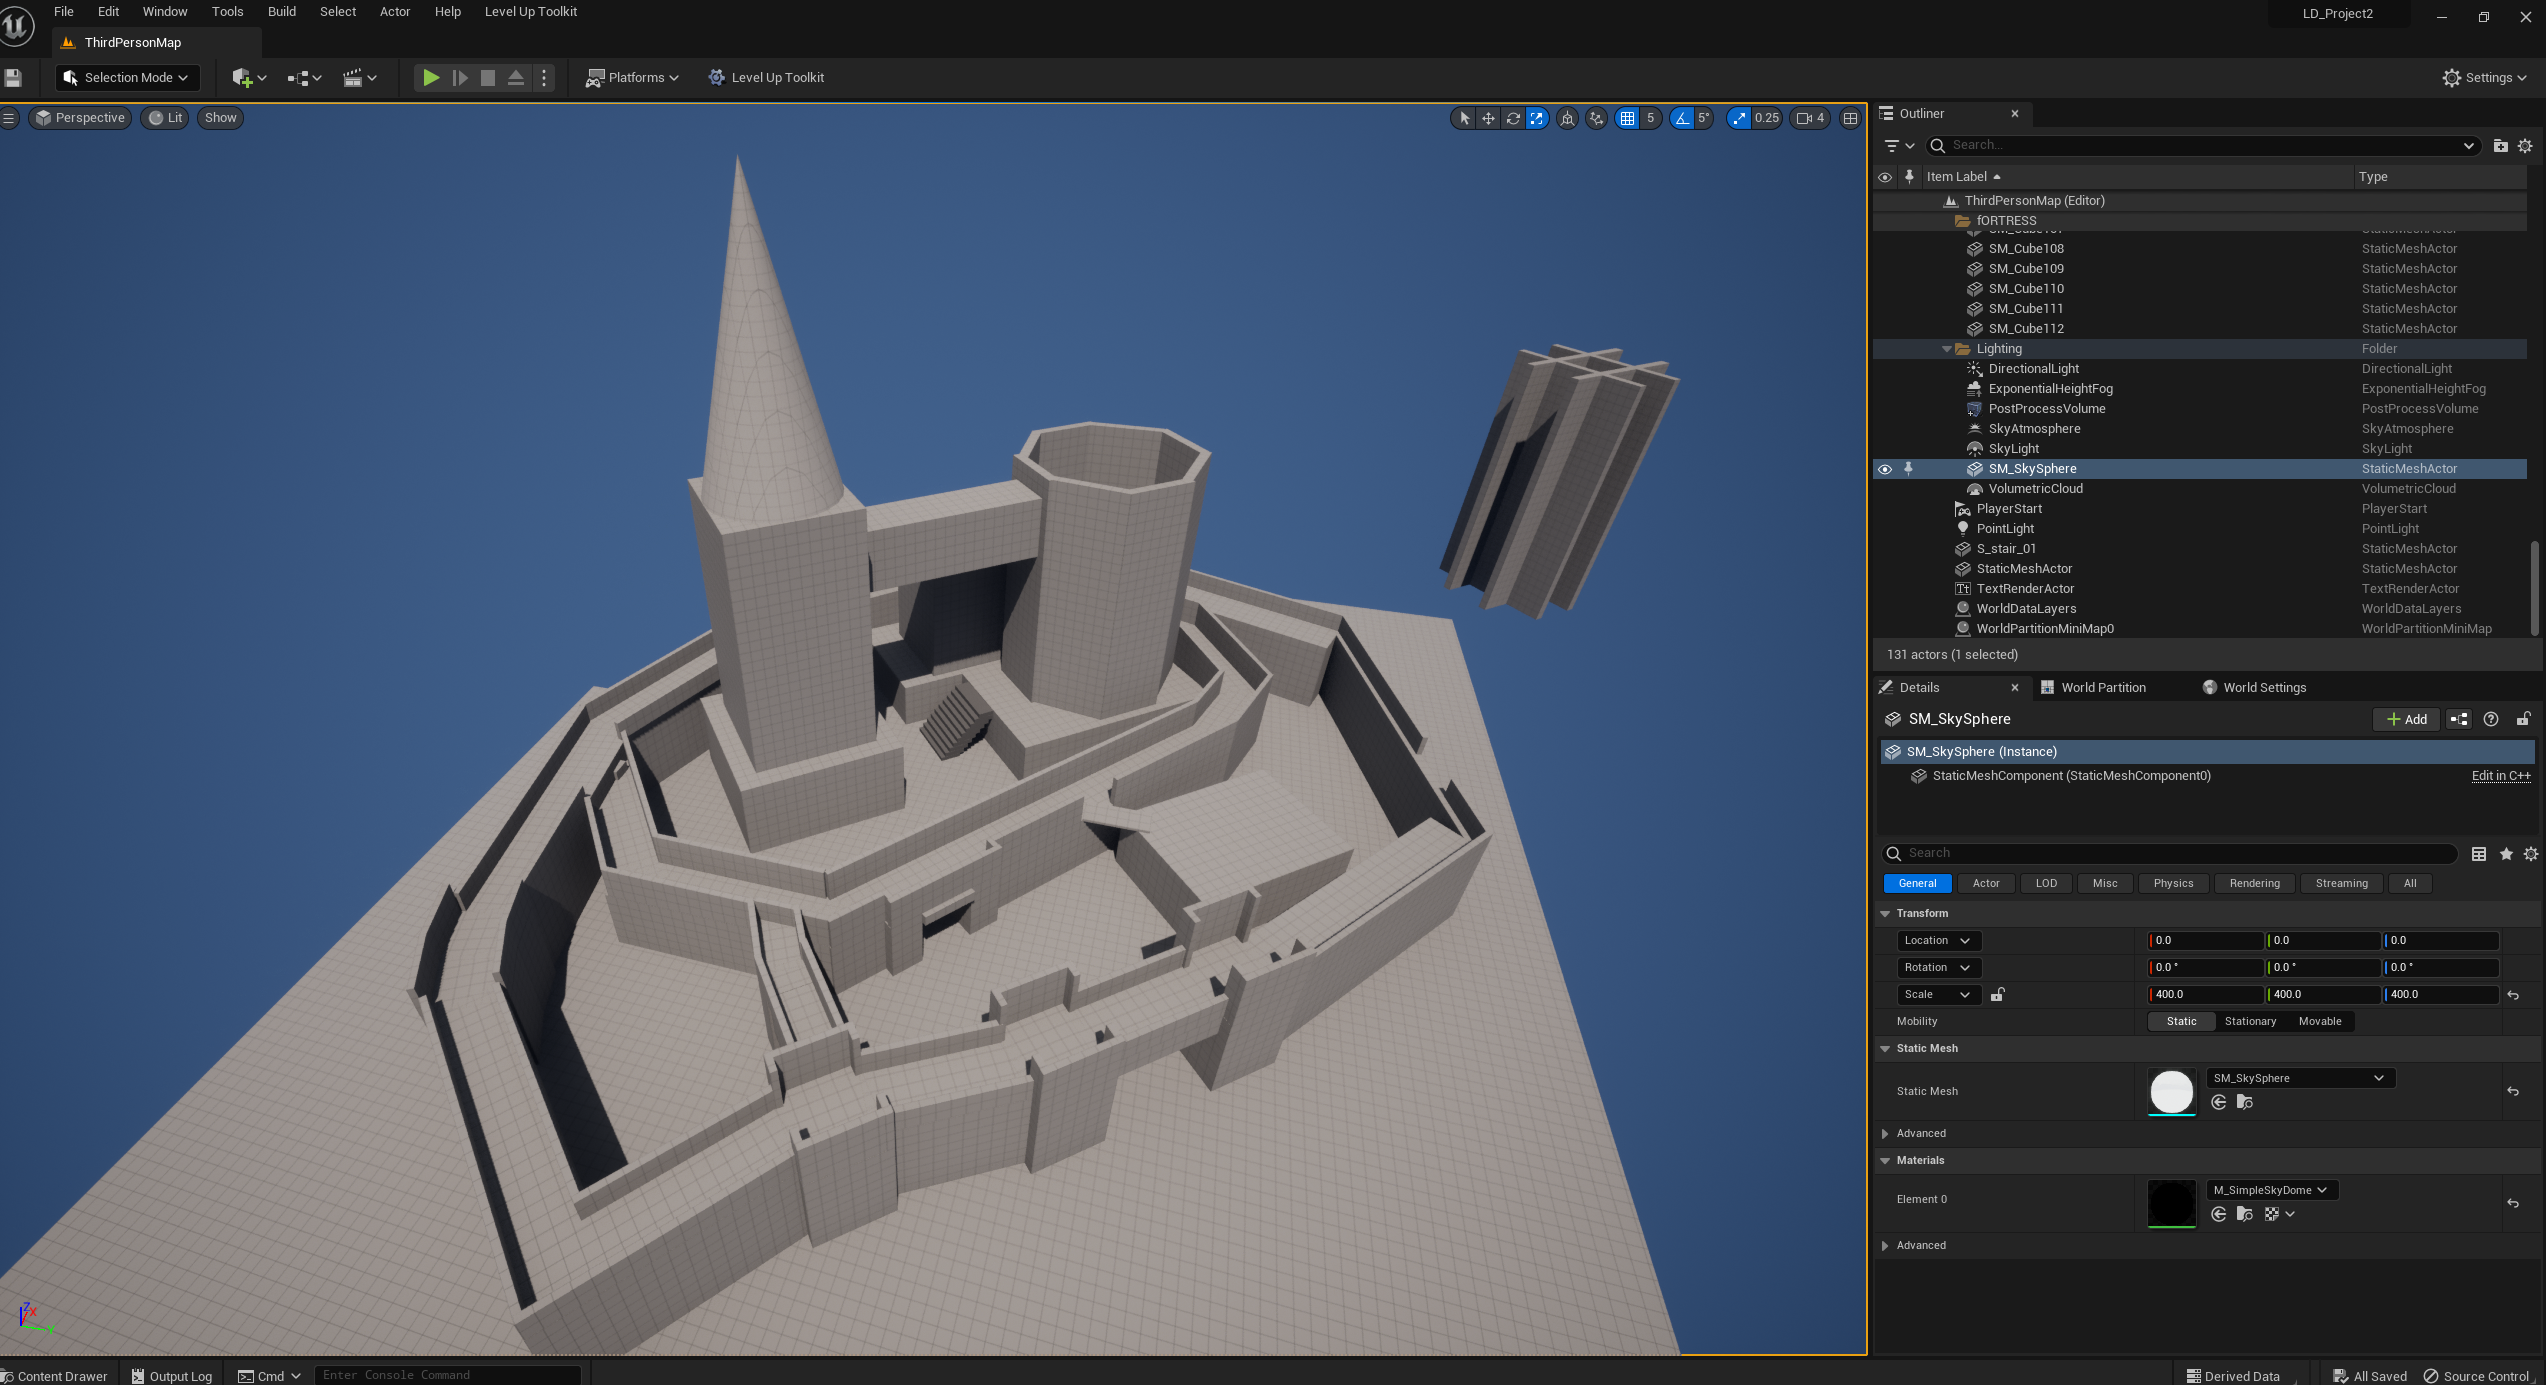 File Edit Window Tools Build Select Actor Help Level Up Toolkit LD_Project2
ThirdPersonMap
Selection Mode Platforms Level Up Toolkit Settings
Perspective Lit Show 5 5° 0.25 4
Outliner
Search...
Item Label Type
ThirdPersonMap (Editor)
fORTRESS
SM_Cube108 StaticMeshActor
SM_Cube109 StaticMeshActor
SM_Cube110 StaticMeshActor
SM_Cube111 StaticMeshActor
SM_Cube112 StaticMeshActor
Lighting Folder
DirectionalLight DirectionalLight
ExponentialHeightFog ExponentialHeightFog
PostProcessVolume PostProcessVolume
SkyAtmosphere SkyAtmosphere
SkyLight SkyLight
SM_SkySphere StaticMeshActor
VolumetricCloud VolumetricCloud
PlayerStart PlayerStart
PointLight PointLight
S_stair_01 StaticMeshActor
StaticMeshActor StaticMeshActor
TextRenderActor TextRenderActor
WorldDataLayers WorldDataLayers
WorldPartitionMiniMap0 WorldPartitionMiniMap
131 actors (1 selected)
Details World Partition World Settings
SM_SkySphere Add
SM_SkySphere (Instance)
StaticMeshComponent (StaticMeshComponent0) Edit in C++
Search
General Actor LOD Misc Physics Rendering Streaming All
Transform
Location 0.0 0.0 0.0
Rotation 0.0 ° 0.0 ° 0.0 °
Scale 400.0 400.0 400.0
Mobility Static Stationary Movable
Static Mesh
Static Mesh SM_SkySphere
Advanced
Materials
Element 0 M_SimpleSkyDome
Advanced
Z X Y
Content Drawer Output Log Cmd Enter Console Command Derived Data All Saved Source Control